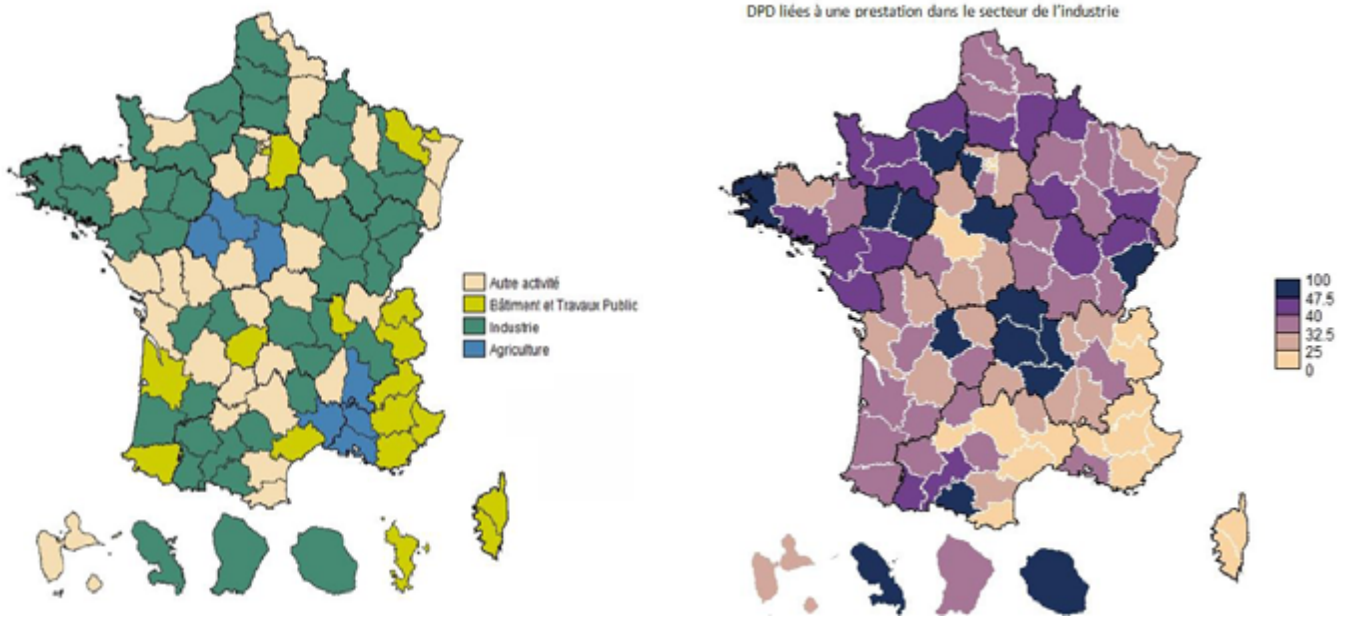 DPD liées à une prestation dans le secteur de l'industrie
Autre activité
Bâtiment et Travaux Public
Industrie
Agriculture
100
47.5
40
32.5
25
0